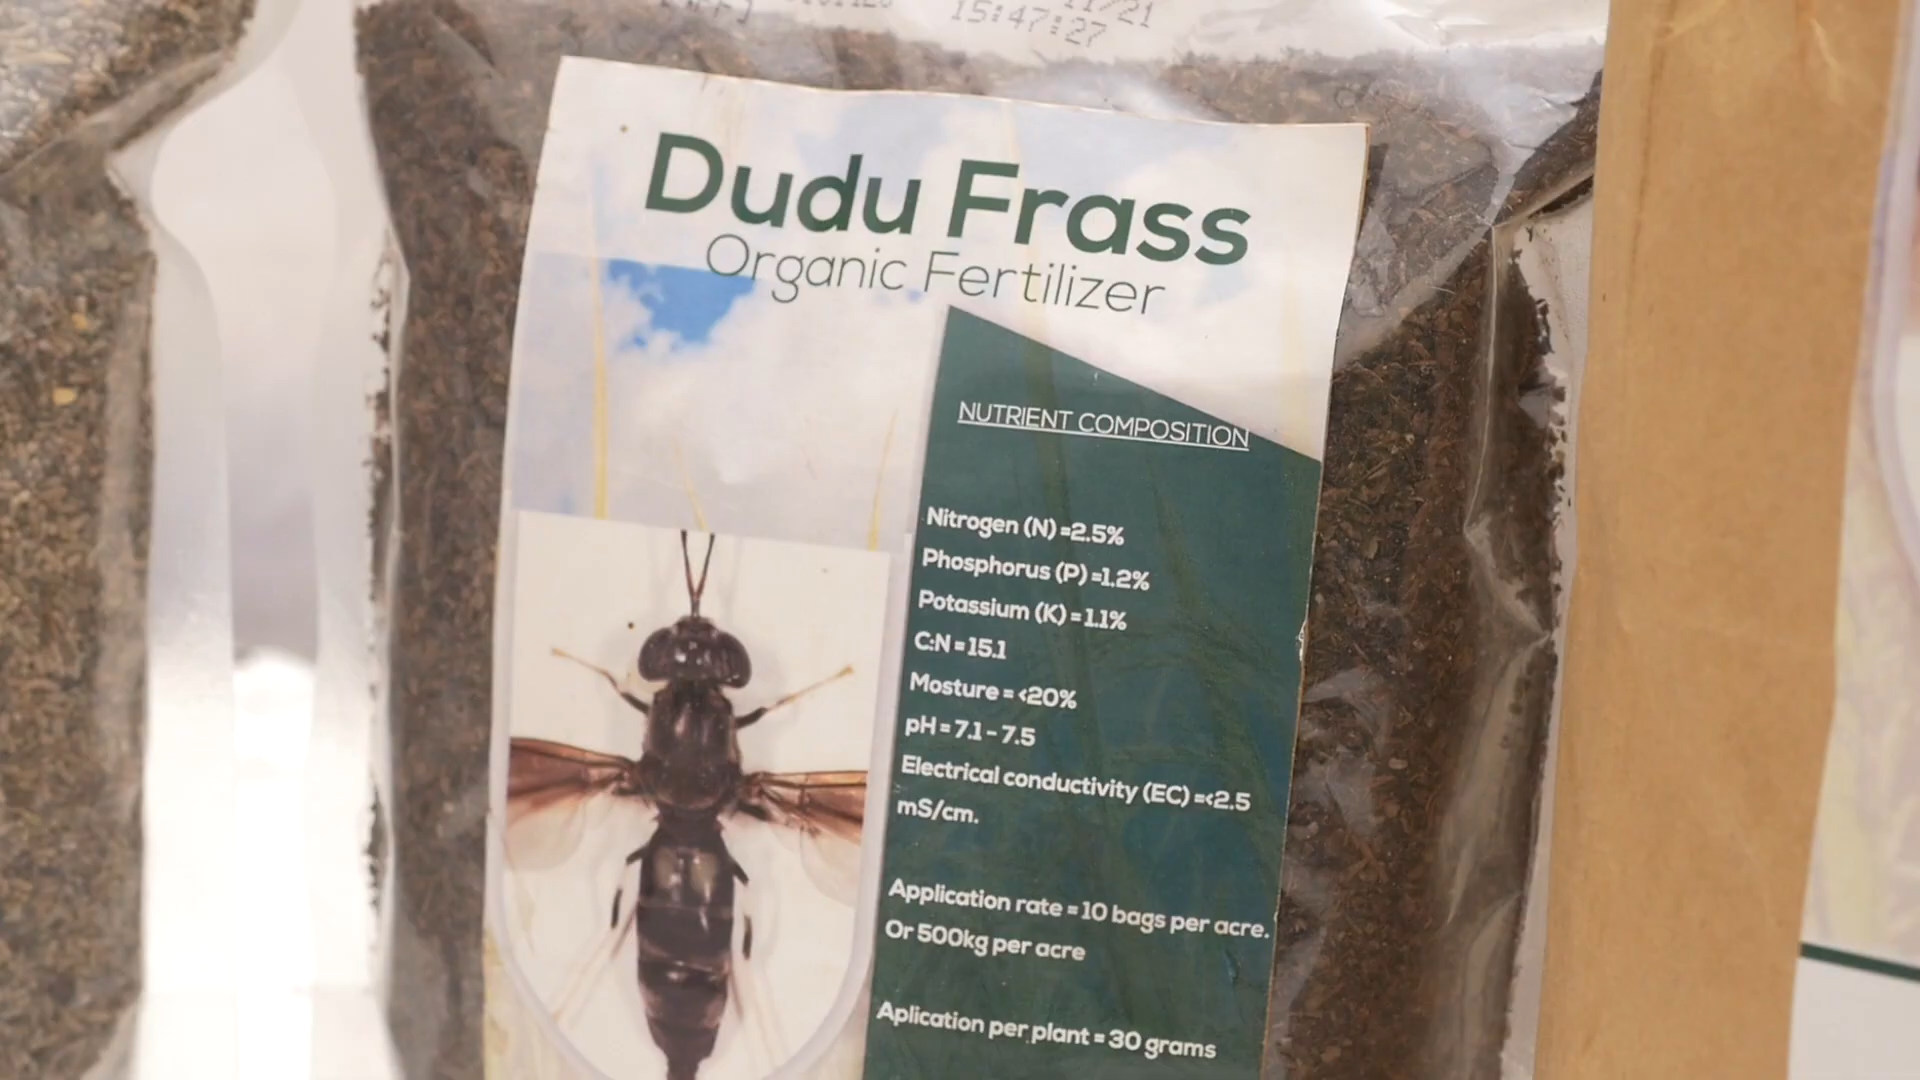 11/21
15:47:27
Dudu Frass
Organic Fertilizer
NUTRIENT COMPOSITION
Nitrogen (N) =2.5%
Phosphorus (P) =1.2%
Potassium (K) = 1.1%
C:N = 15.1
Mosture = <20%
pH = 7.1 - 7.5
Electrical conductivity (EC) =<2.5
mS/cm.
Application rate = 10 bags per acre.
Or 500kg per acre
Aplication per plant = 30 grams